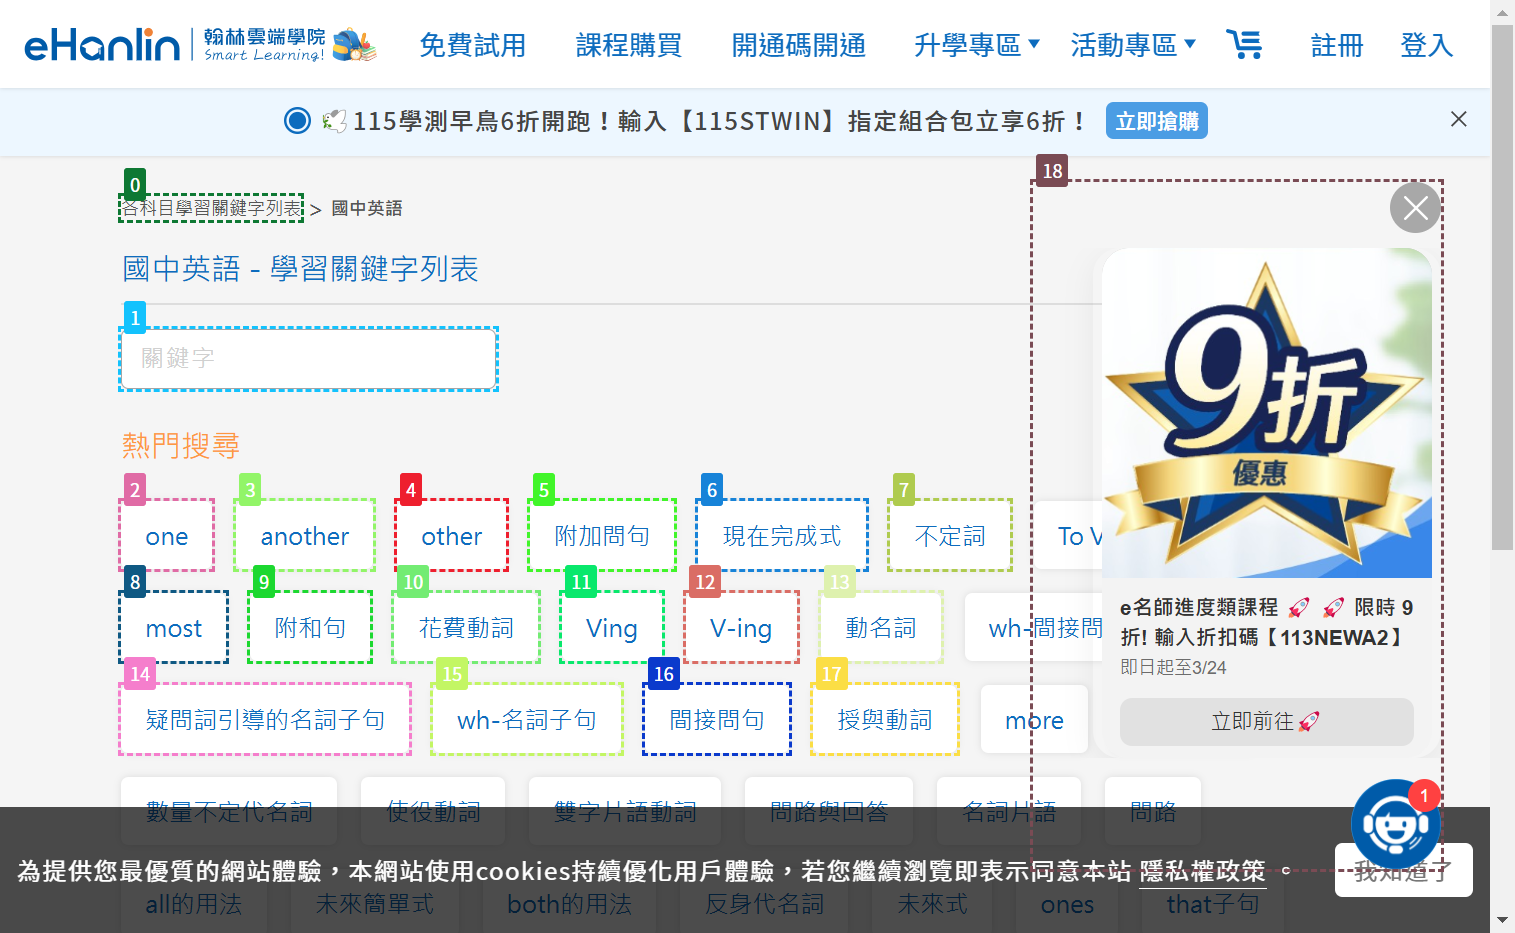 eHanlin 翰林雲端學院 Smart Learning!
免費試用 課程購買 開通碼開通 升學專區 活動專區 註冊 登入
115學測早鳥6折開跑！輸入【115STWIN】指定組合包立享6折！ 立即搶購
0
各科目學習關鍵字列表 > 國中英語
國中英語 - 學習關鍵字列表
1
關鍵字
熱門搜尋
2 3 4 5 6 7
one another other 附加問句 現在完成式 不定詞 To V
8 9 10 11 12 13
most 附和句 花費動詞 Ving V-ing 動名詞 wh-間接問
14 15 16 17
疑問詞引導的名詞子句 wh-名詞子句 間接問句 授與動詞 more
數量不定代名詞 使役動詞 雙字片語動詞 問路與回答 名詞片語 問路
all的用法 未來簡單式 both的用法 反身代名詞 未來式 ones that子句
18
9折
優惠
e名師進度類課程 限時 9
折! 輸入折扣碼【113NEWA2】
即日起至3/24
立即前往
1
為提供您最優質的網站體驗，本網站使用cookies持續優化用戶體驗，若您繼續瀏覽即表示同意本站 隱私權政策 。
我知道了